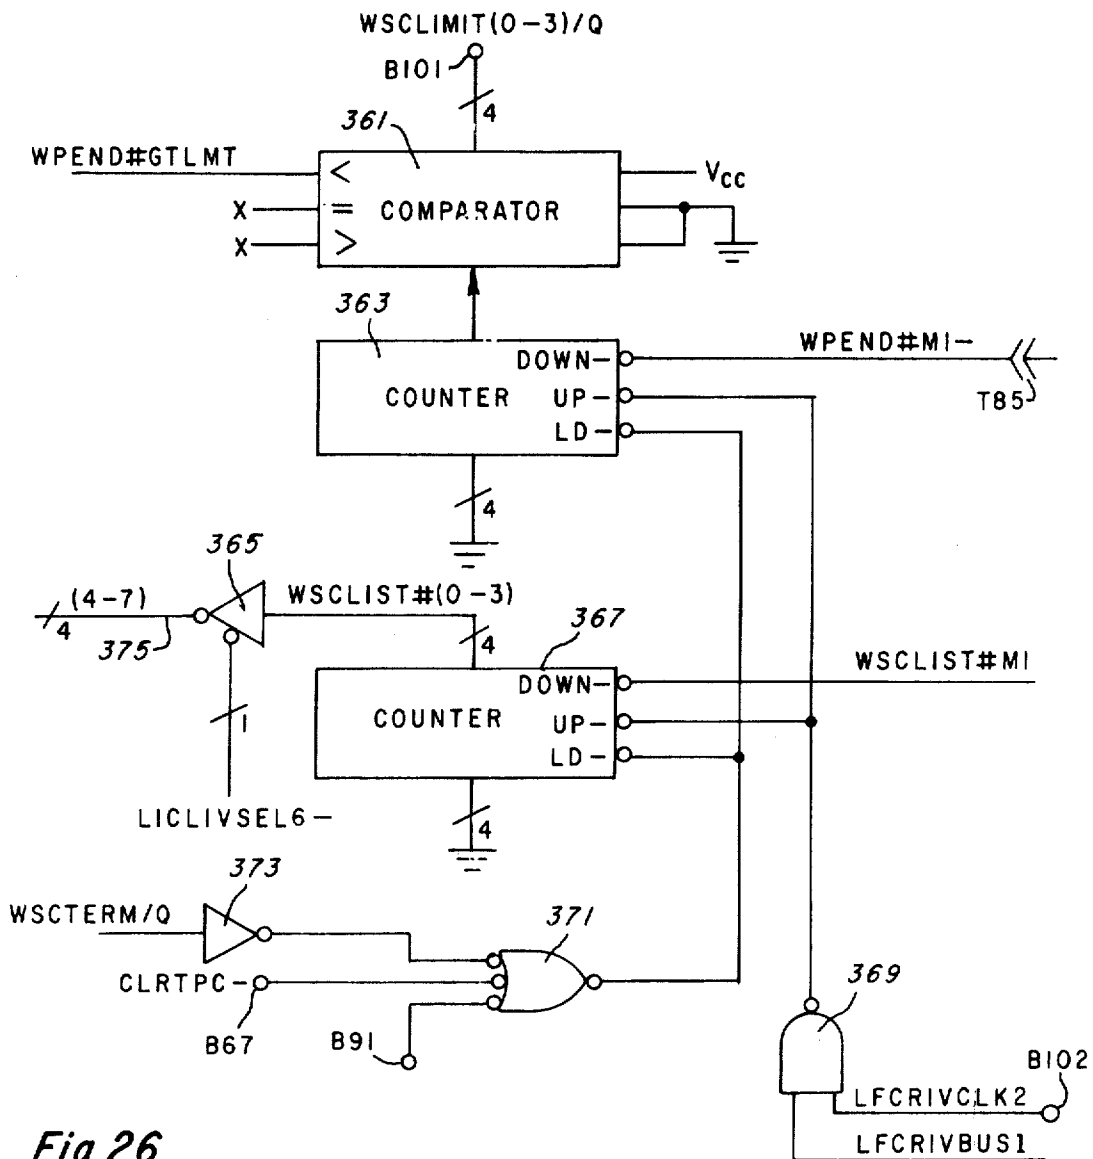 WSCLIMIT(0-3)/Q
B101
4
361
WPEND#GTLMT
< VCC
X = COMPARATOR
X >
363
DOWN- WPEND#M1-
COUNTER UP-
T85
LD-
4
365
(4-7) WSCLIST#(0-3)
367
4
375
4
WSCLIST#M1
DOWN-
COUNTER UP-
1
LD-
LICLIVSEL6-
4
373
WSCTERM/Q
371
CLRTPC-
369
B67
B91
B102
LFCRIVCLK2
LFCRIVBUS1
Fig 26